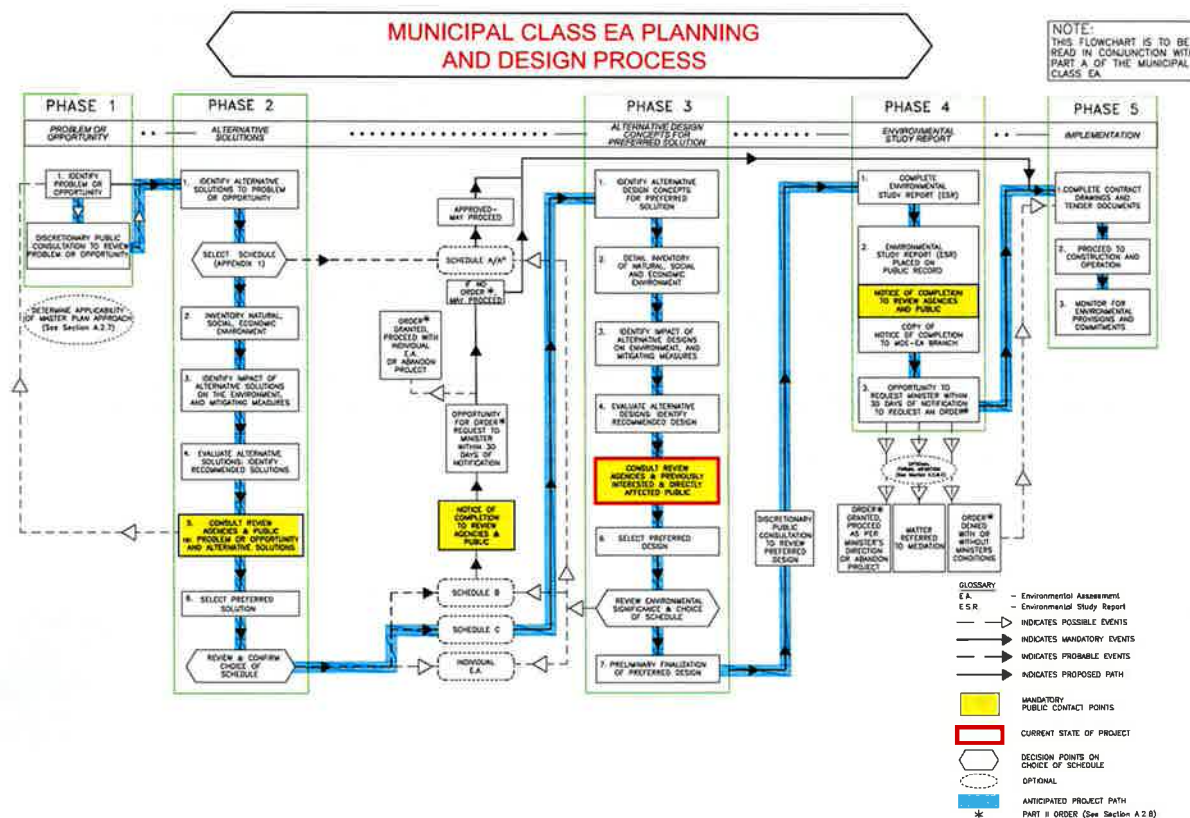 MUNICIPAL CLASS EA PLANNING
AND DESIGN PROCESS
NOTE:
THIS FLOWCHART IS TO BE
READ IN CONJUNCTION WITH
PART A OF THE MUNICIPAL
CLASS EA
PHASE 1
PHASE 2
PHASE 3
PHASE 4
PHASE 5
PROBLEM OR
OPPORTUNITY
ALTERNATIVE
SOLUTIONS
ALTERNATIVE DESIGN
CONCEPTS FOR
PREFERRED SOLUTION
ENVIRONMENTAL
STUDY REPORT
IMPLEMENTATION
1. IDENTIFY
PROBLEM OR
OPPORTUNITY
DISCRETIONARY PUBLIC
CONSULTATION TO REVIEW
PROBLEM OR OPPORTUNITY
DETERMINE APPLICABILITY
OF MASTER PLAN APPROACH
(See Section A.2.7)
1. IDENTIFY ALTERNATIVE
SOLUTIONS TO PROBLEM
OR OPPORTUNITY
SELECT SCHEDULE
(APPENDIX 1)
2. INVENTORY NATURAL,
SOCIAL, ECONOMIC
ENVIRONMENT
3. IDENTIFY IMPACT OF
ALTERNATIVE SOLUTIONS
ON THE ENVIRONMENT,
AND MITIGATING MEASURES
4. EVALUATE ALTERNATIVE
SOLUTIONS: IDENTIFY
RECOMMENDED SOLUTIONS
5. CONSULT REVIEW
AGENCIES & PUBLIC
re: PROBLEM OR OPPORTUNITY
AND ALTERNATIVE SOLUTIONS
6. SELECT PREFERRED
SOLUTION
REVIEW & CONFIRM
CHOICE OF
SCHEDULE
APPROVED-
MAY PROCEED
SCHEDULE A/A+
IF NO
ORDER*
MAY PROCEED
ORDER*
GRANTED,
PROCEED WITH
INDIVIDUAL
E.A.
OR ABANDON
PROJECT
OPPORTUNITY
FOR ORDER*
REQUEST TO
MINISTER
WITHIN 30
DAYS OF
NOTIFICATION
NOTICE OF
COMPLETION
TO REVIEW
AGENCIES &
PUBLIC
SCHEDULE B
SCHEDULE C
INDIVIDUAL
E.A.
1. IDENTIFY ALTERNATIVE
DESIGN CONCEPTS
FOR PREFERRED
SOLUTION
2. DETAIL INVENTORY
OF NATURAL, SOCIAL
AND ECONOMIC
ENVIRONMENT
3. IDENTIFY IMPACT OF
ALTERNATIVE DESIGNS
ON ENVIRONMENT, AND
MITIGATING MEASURES
4. EVALUATE ALTERNATIVE
DESIGNS: IDENTIFY
RECOMMENDED DESIGN
CONSULT REVIEW
AGENCIES & PREVIOUSLY
INTERESTED & DIRECTLY
AFFECTED PUBLIC
6. SELECT PREFERRED
DESIGN
REVIEW ENVIRONMENTAL
SIGNIFICANCE & CHOICE
OF SCHEDULE
7. PRELIMINARY FINALIZATION
OF PREFERRED DESIGN
DISCRETIONARY
PUBLIC
CONSULTATION
TO REVIEW
PREFERRED
DESIGN
1. COMPLETE
ENVIRONMENTAL
STUDY REPORT (ESR)
2. ENVIRONMENTAL
STUDY REPORT (ESR)
PLACED ON
PUBLIC RECORD
NOTICE OF COMPLETION
TO REVIEW AGENCIES
AND PUBLIC
COPY OF
NOTICE OF COMPLETION
TO MOE-EA BRANCH
3. OPPORTUNITY TO
REQUEST MINISTER WITHIN
30 DAYS OF NOTIFICATION
TO REQUEST AN ORDER*
OPTIONAL
ORDER*
GRANTED,
PROCEED
AS PER
MINISTER'S
DIRECTION
OR ABANDON
PROJECT
MATTER
REFERRED
TO MEDIATION
ORDER*
DENIED
WITH OR
WITHOUT
MINISTERS
CONDITIONS
1. COMPLETE CONTRACT
DRAWINGS AND
TENDER DOCUMENTS
2. PROCEED TO
CONSTRUCTION AND
OPERATION
3. MONITOR FOR
ENVIRONMENTAL
PROVISIONS AND
COMMITMENTS
GLOSSARY
E.A. - Environmental Assessment
E.S.R. - Environmental Study Report
INDICATES POSSIBLE EVENTS
INDICATES MANDATORY EVENTS
INDICATES PROBABLE EVENTS
INDICATES PROPOSED PATH
MANDATORY
PUBLIC CONTACT POINTS
CURRENT STATE OF PROJECT
DECISION POINTS ON
CHOICE OF SCHEDULE
OPTIONAL
ANTICIPATED PROJECT PATH
* PART II ORDER (See Section A.2.8)